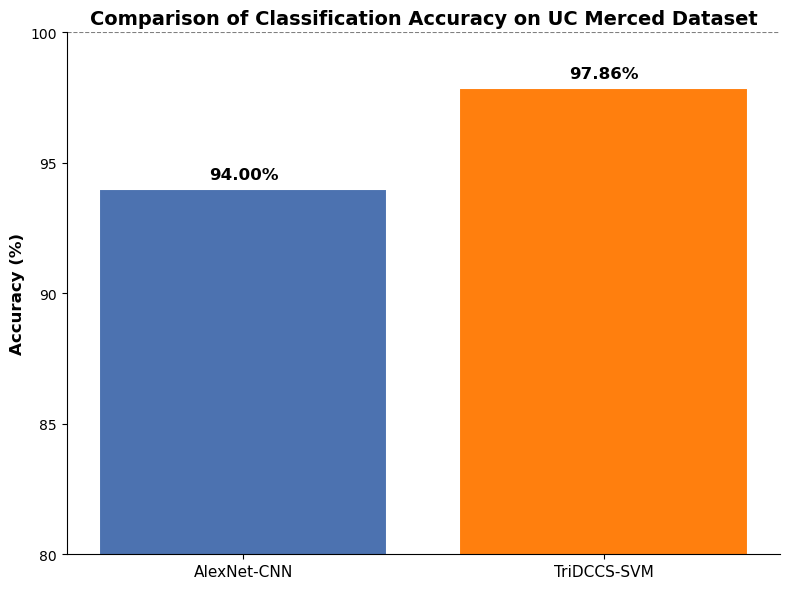 Comparison of Classification Accuracy on UC Merced Dataset
100
97.86%
95
94.00%
Accuracy (%)
90
85
80
AlexNet-CNN
TriDCCS-SVM